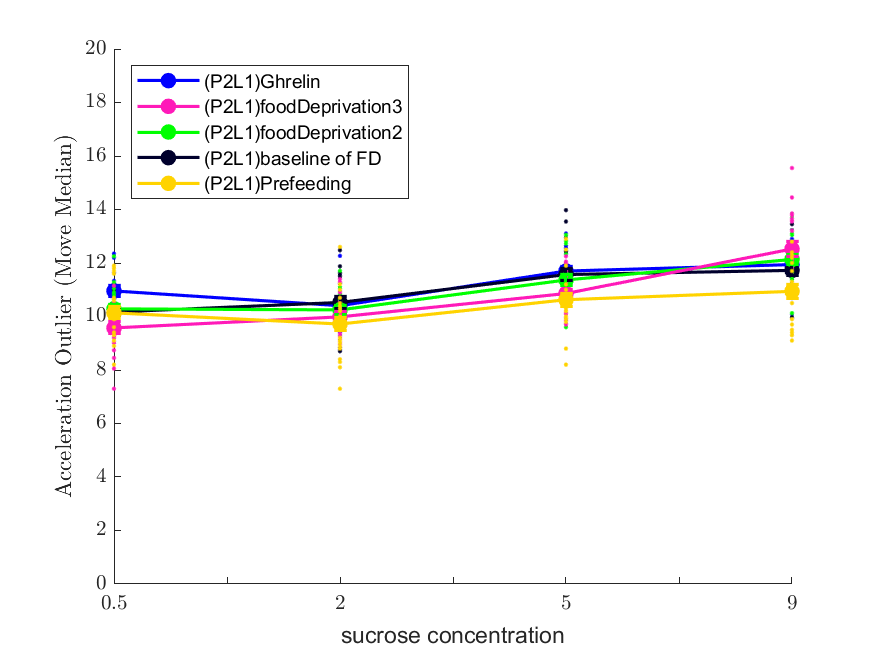 20
18
16
14
12
10
8
6
4
2
0
Acceleration Outlier (Move Median)
(P2L1)Ghrelin
(P2L1)foodDeprivation3
(P2L1)foodDeprivation2
(P2L1)baseline of FD
(P2L1)Prefeeding
0.5 2 5 9
sucrose concentration